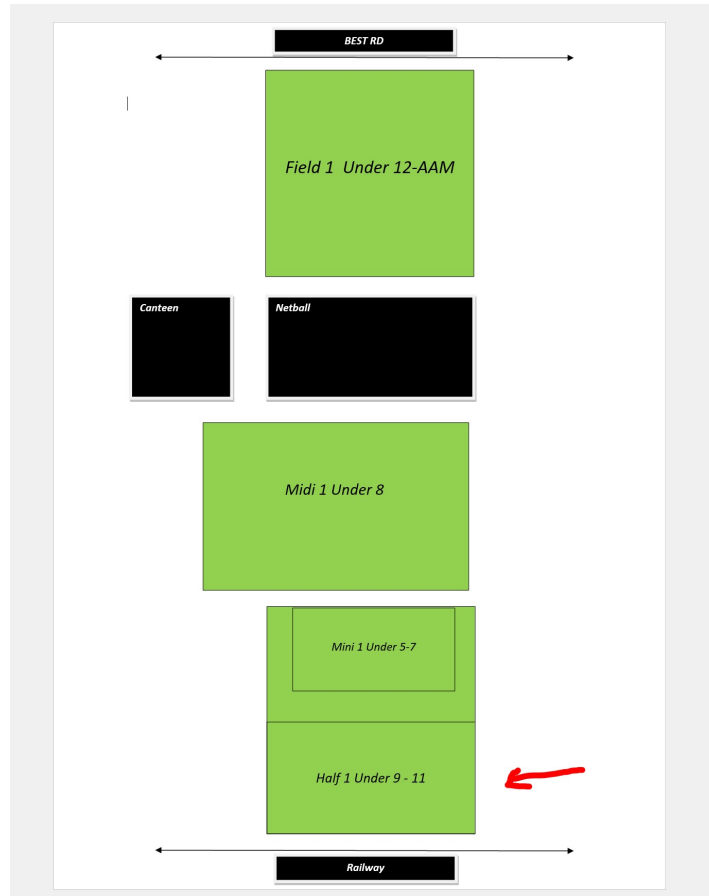 BEST RD
Field 1  Under 12-AAM
Canteen
Netball
Midi 1 Under 8
Mini 1 Under 5-7
Half 1 Under 9 - 11
Railway